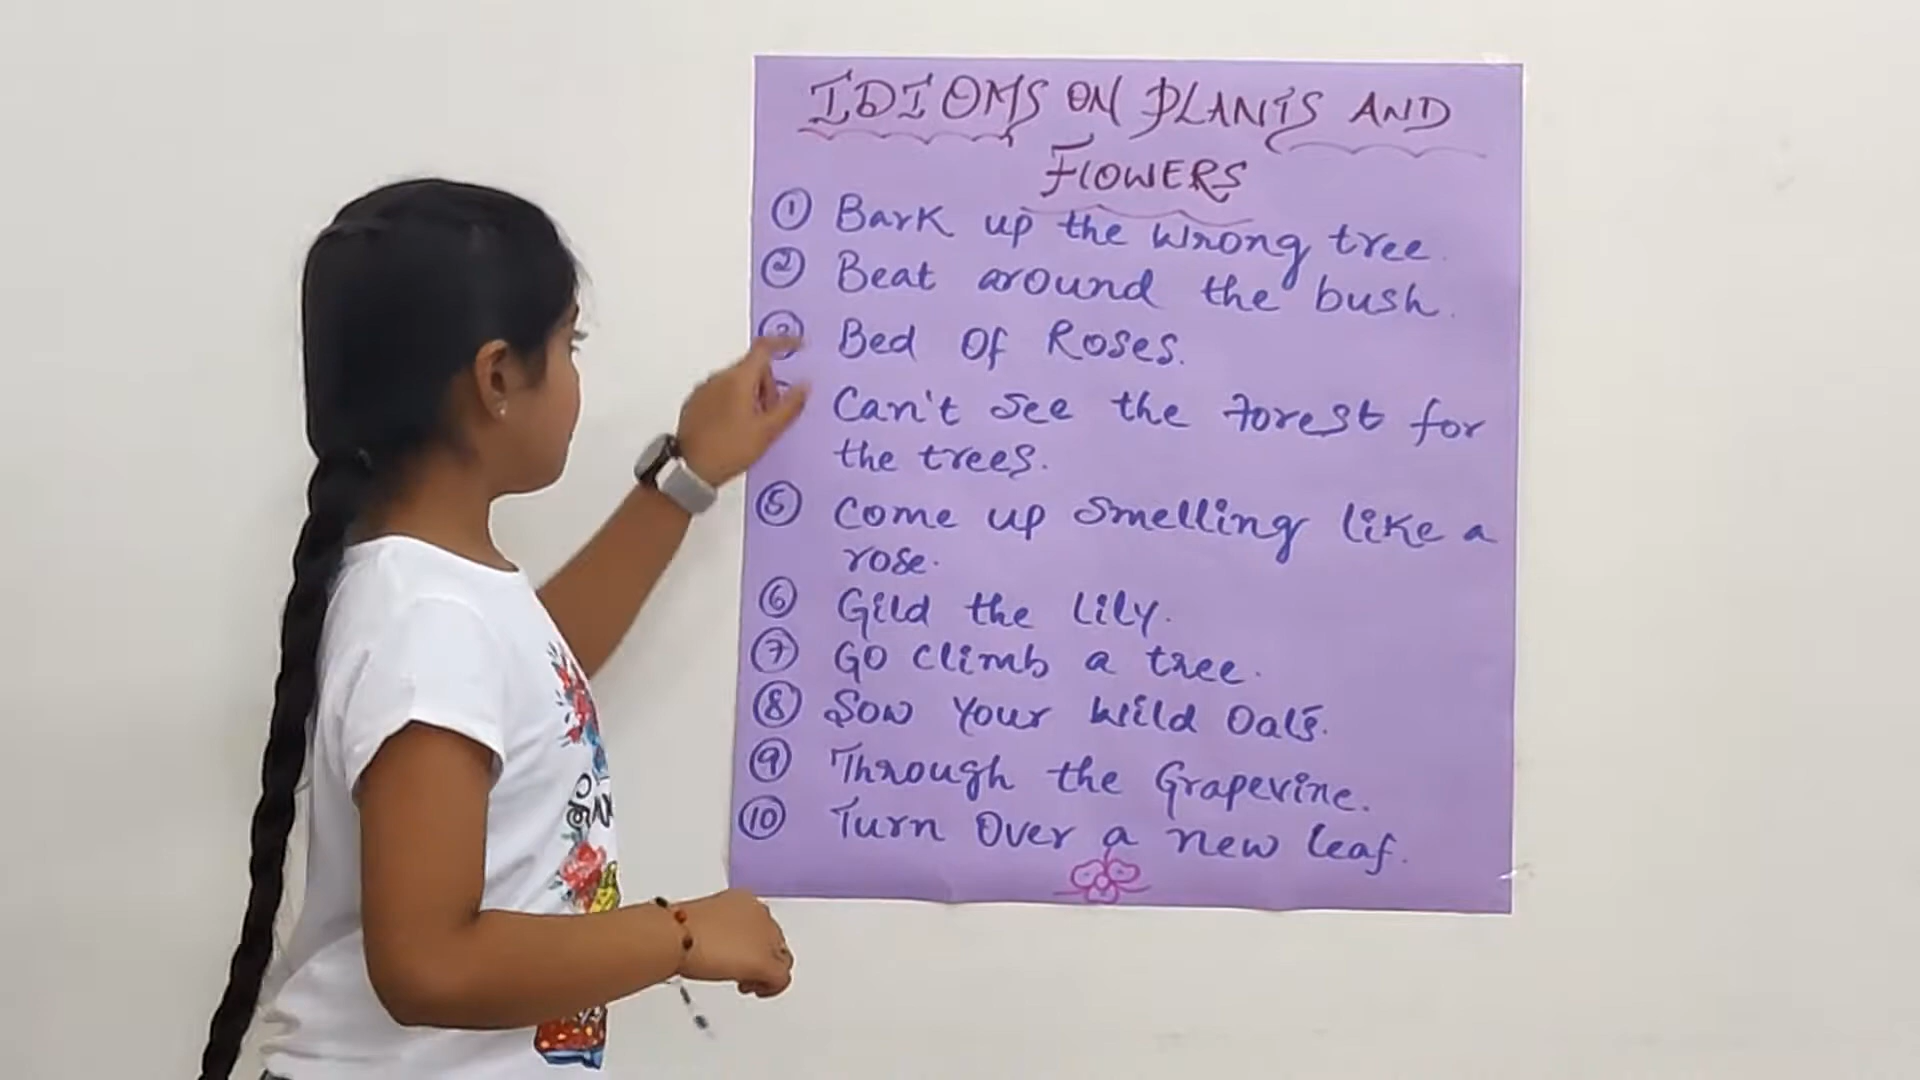 IDIOMS ON PLANTS AND
FLOWERS
① Bark up the wrong tree.
② Beat around the bush.
③ Bed Of Roses.
Can't see the forest for
the trees.
⑤ Come up smelling like a
rose.
⑥ Gild the lily.
⑦ Go climb a tree.
⑧ Sow Your Wild Oats.
⑨ Through the Grapevine.
⑩ Turn Over a new leaf.